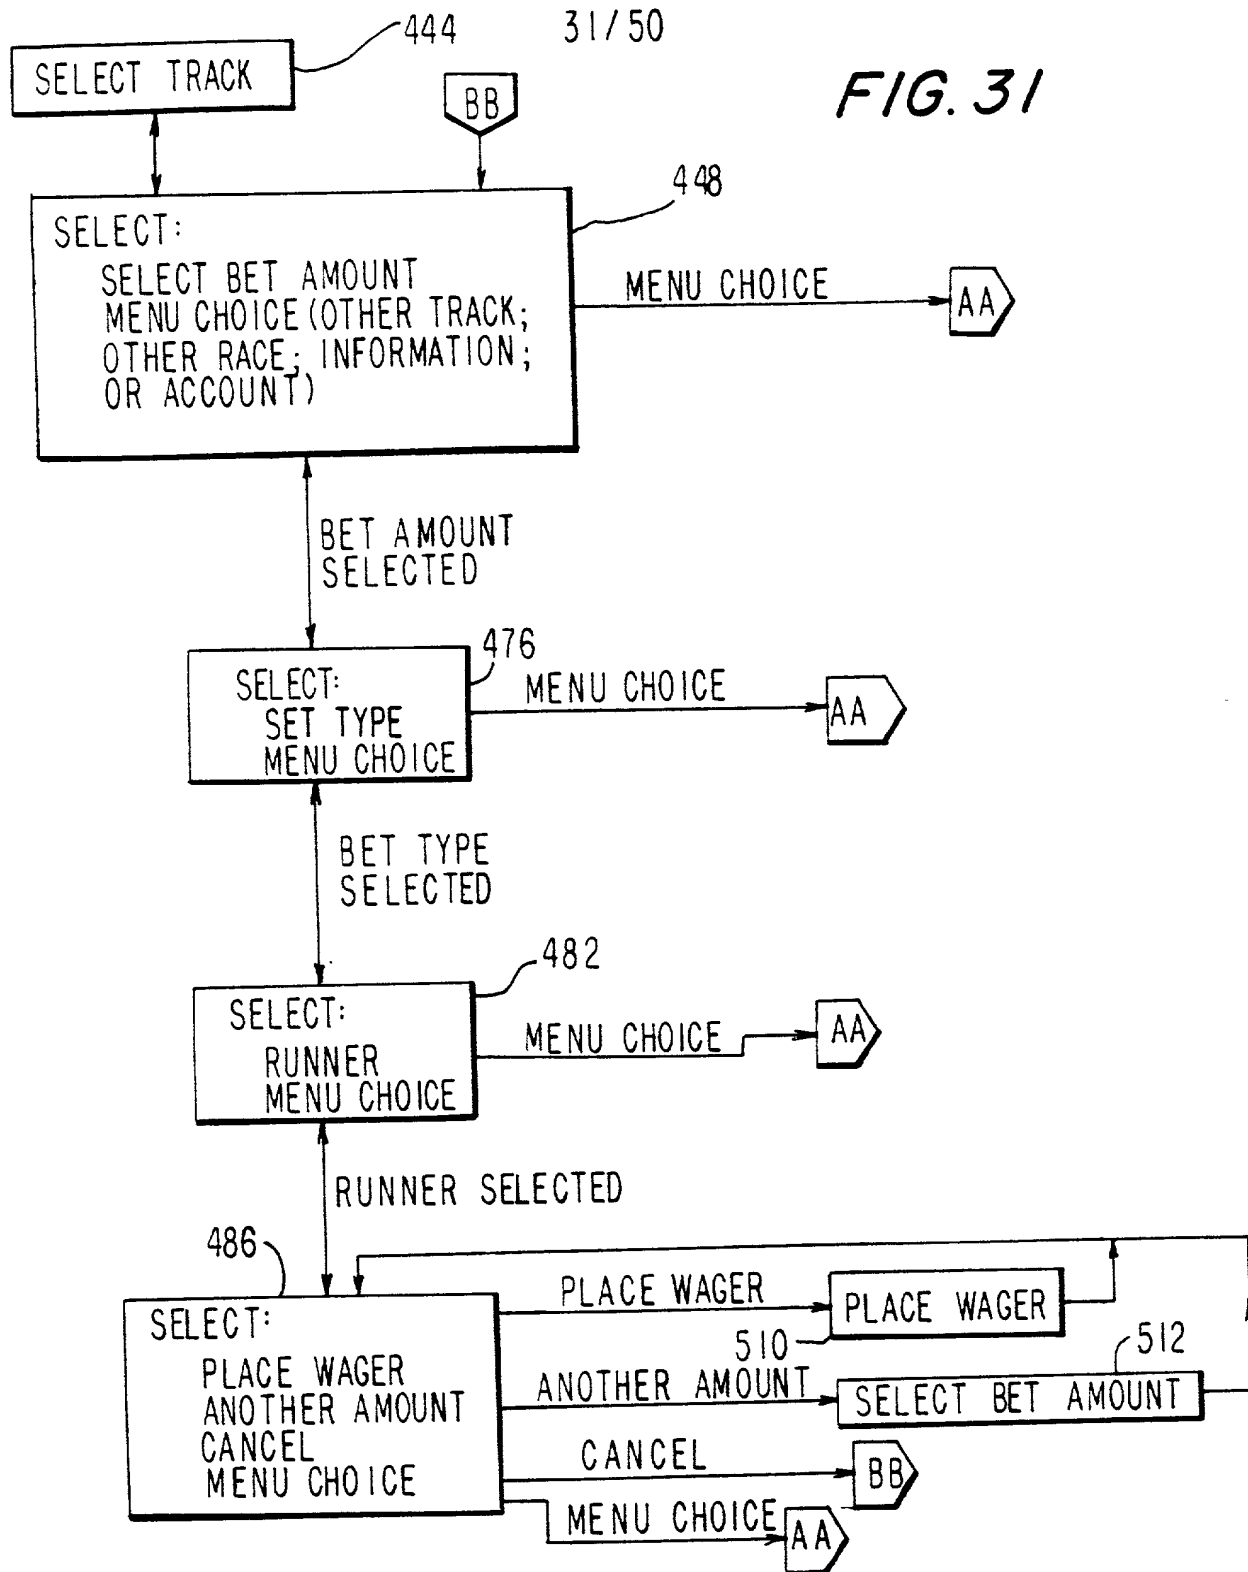 444
31/50
SELECT TRACK
BB
FIG. 31
448
SELECT:
SELECT BET AMOUNT
MENU CHOICE (OTHER TRACK;
OTHER RACE; INFORMATION;
OR ACCOUNT)
MENU CHOICE
AA
BET AMOUNT
SELECTED
476
SELECT:
SET TYPE
MENU CHOICE
MENU CHOICE
AA
BET TYPE
SELECTED
482
SELECT:
RUNNER
MENU CHOICE
MENU CHOICE
AA
RUNNER SELECTED
486
SELECT:
PLACE WAGER
ANOTHER AMOUNT
CANCEL
MENU CHOICE
PLACE WAGER
PLACE WAGER
510
512
ANOTHER AMOUNT
SELECT BET AMOUNT
CANCEL
BB
MENU CHOICE
AA